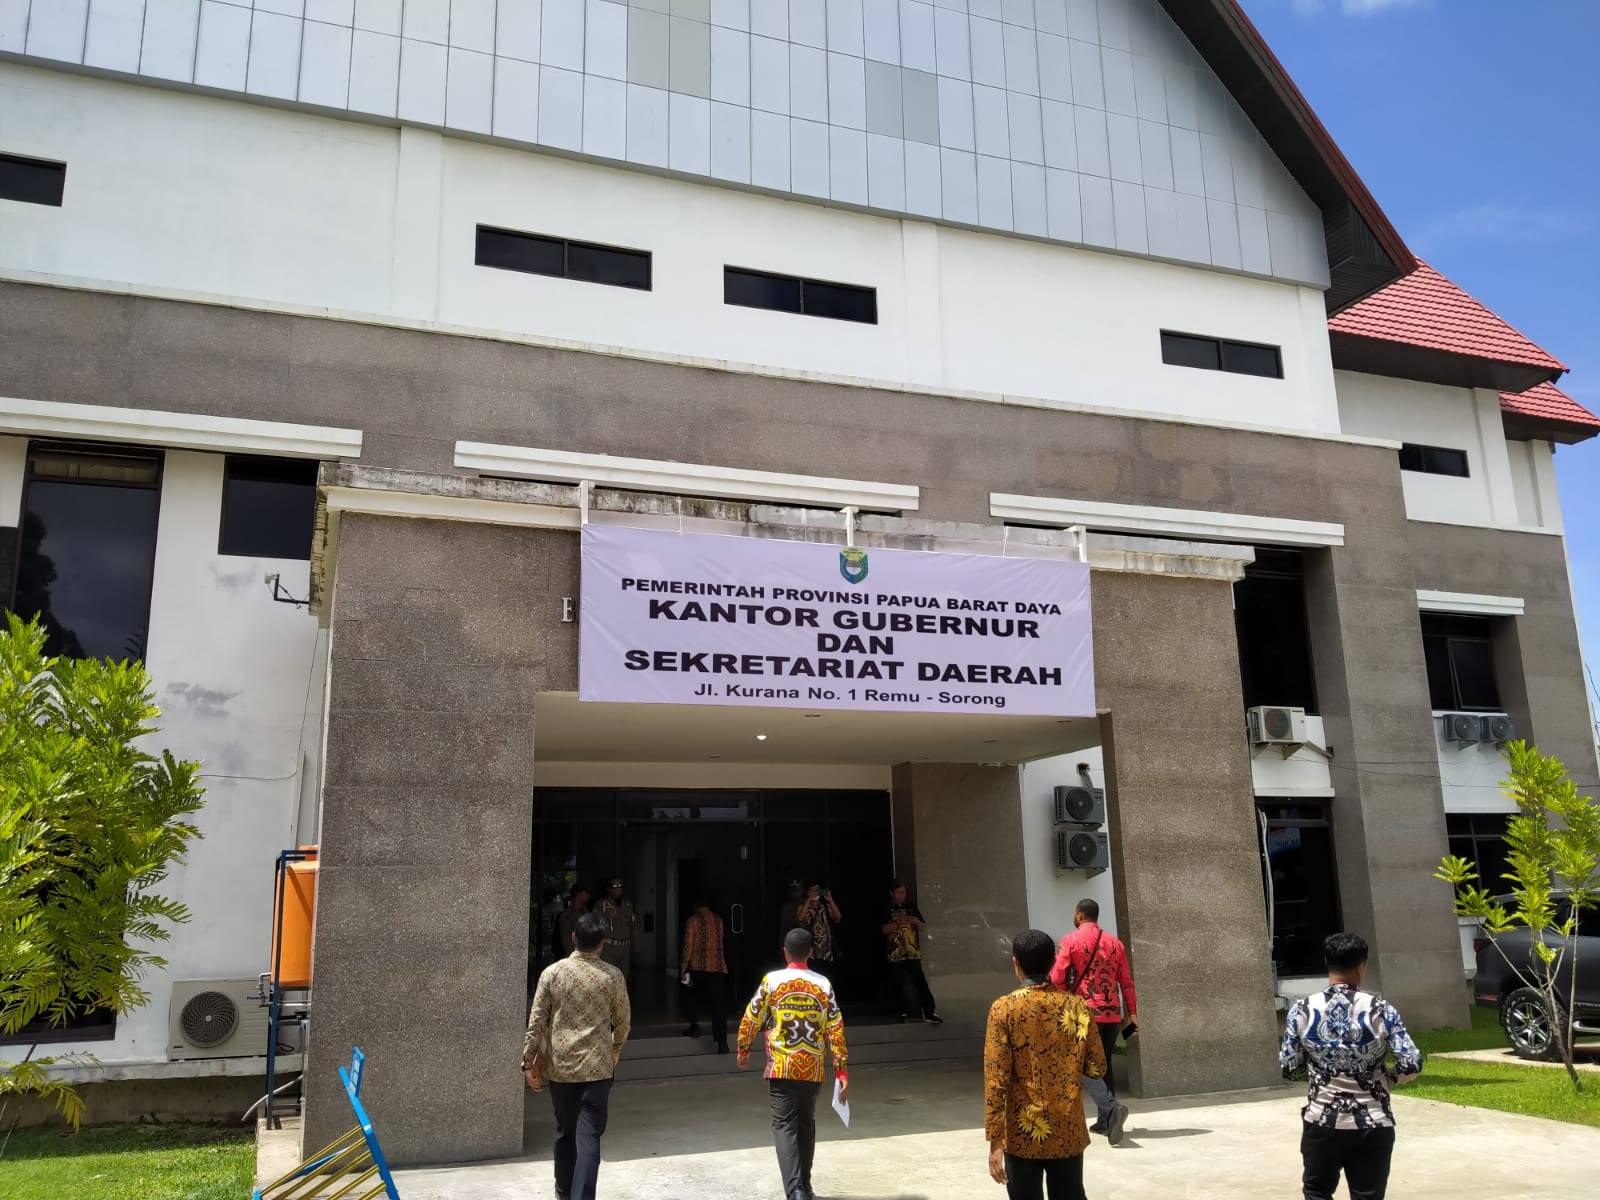 PEMERINTAH PROVINSI PAPUA BARAT DAYA
KANTOR GUBERNUR
DAN
SEKRETARIAT DAERAH
Jl. Kurana No. 1 Remu - Sorong